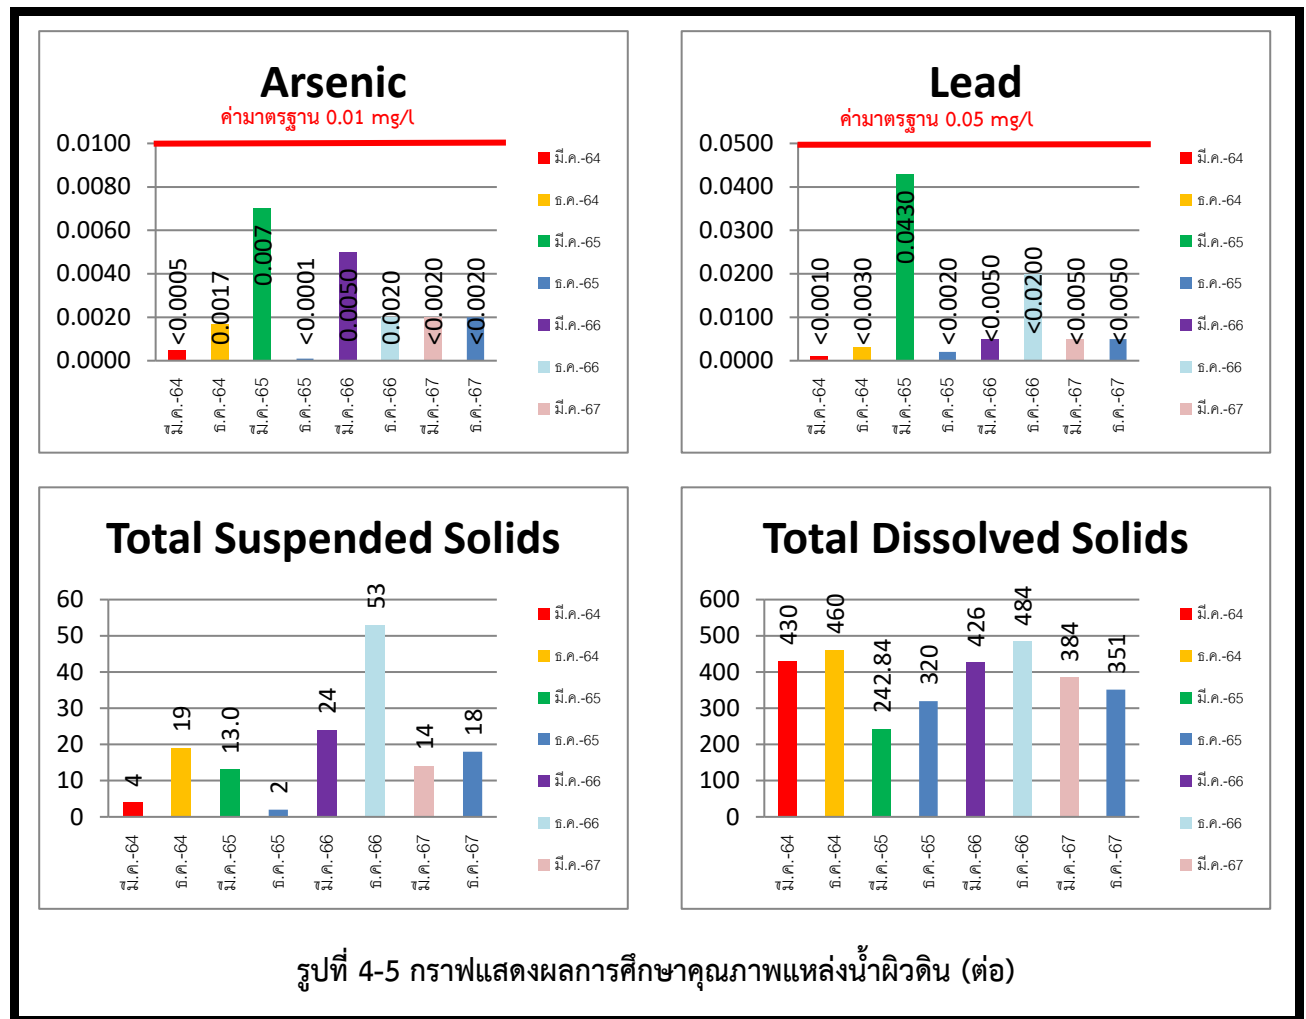 Arsenic
ค่ามาตรฐาน 0.01 mg/l
0.0100
0.0080
0.0060
0.0040
0.0020
0.0000
<0.0005
0.0017
0.007
<0.0001
0.0050
0.0020
<0.0020
<0.0020
มี.ค.-64
ธ.ค.-64
มี.ค.-65
ธ.ค.-65
มี.ค.-66
ธ.ค.-66
มี.ค.-67
ธ.ค.-67
มี.ค.-64
ธ.ค.-64
มี.ค.-65
ธ.ค.-65
มี.ค.-66
ธ.ค.-66
มี.ค.-67
Lead
ค่ามาตรฐาน 0.05 mg/l
0.0500
0.0400
0.0300
0.0200
0.0100
0.0000
<0.0010
<0.0030
0.0430
<0.0020
<0.0050
<0.0200
<0.0050
<0.0050
มี.ค.-64
ธ.ค.-64
มี.ค.-65
ธ.ค.-65
มี.ค.-66
ธ.ค.-66
มี.ค.-67
ธ.ค.-67
มี.ค.-64
ธ.ค.-64
มี.ค.-65
ธ.ค.-65
มี.ค.-66
ธ.ค.-66
มี.ค.-67
Total Suspended Solids
60
50
40
30
20
10
0
4
19
13.0
2
24
53
14
18
มี.ค.-64
ธ.ค.-64
มี.ค.-65
ธ.ค.-65
มี.ค.-66
ธ.ค.-66
มี.ค.-67
ธ.ค.-67
มี.ค.-64
ธ.ค.-64
มี.ค.-65
ธ.ค.-65
มี.ค.-66
ธ.ค.-66
มี.ค.-67
Total Dissolved Solids
600
500
400
300
200
100
0
430
460
242.84
320
426
484
384
351
มี.ค.-64
ธ.ค.-64
มี.ค.-65
ธ.ค.-65
มี.ค.-66
ธ.ค.-66
มี.ค.-67
ธ.ค.-67
มี.ค.-64
ธ.ค.-64
มี.ค.-65
ธ.ค.-65
มี.ค.-66
ธ.ค.-66
มี.ค.-67
รูปที่ 4-5 กราฟแสดงผลการศึกษาคุณภาพแหล่งน้ำผิวดิน (ต่อ)